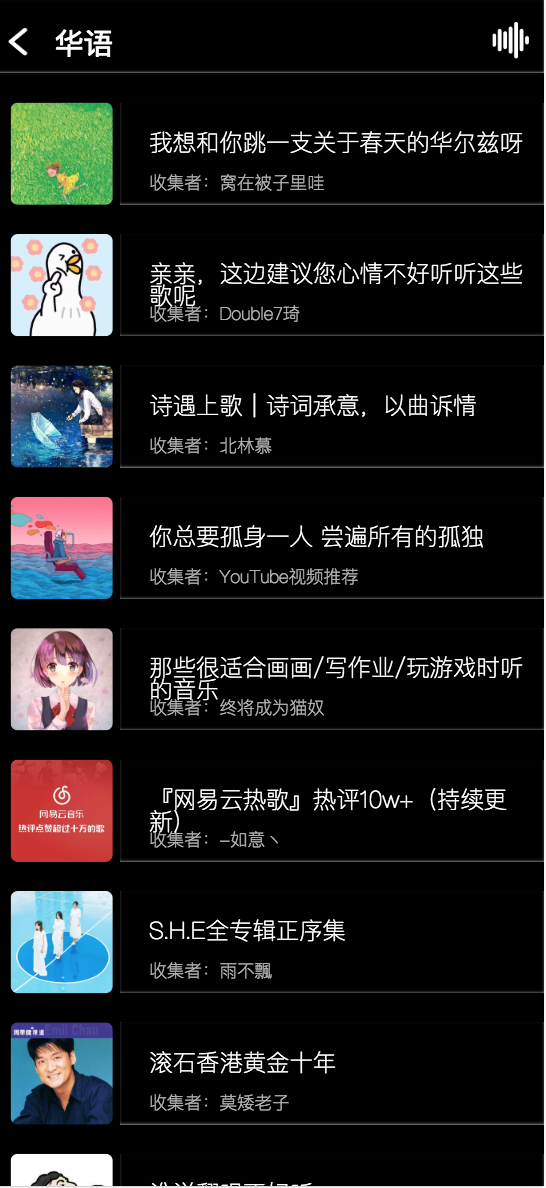 华语
我想和你跳一支关于春天的华尔兹呀
收集者：窝在被子里哇
亲亲，这边建议您心情不好听听这些
歌呢
收集者：Double7琦
诗遇上歌｜诗词承意，以曲诉情
收集者：北林慕
你总要孤身一人 尝遍所有的孤独
收集者：YouTube视频推荐
那些很适合画画/写作业/玩游戏时听
的音乐
收集者：终将成为猫奴
网易云音乐
热评点赞超过十万的歌
『网易云热歌』热评10w+（持续更
新）
收集者：-如意丶
S.H.E全专辑正序集
收集者：雨不飘
Emil Chau
滚石香港黄金十年
收集者：莫矮老子